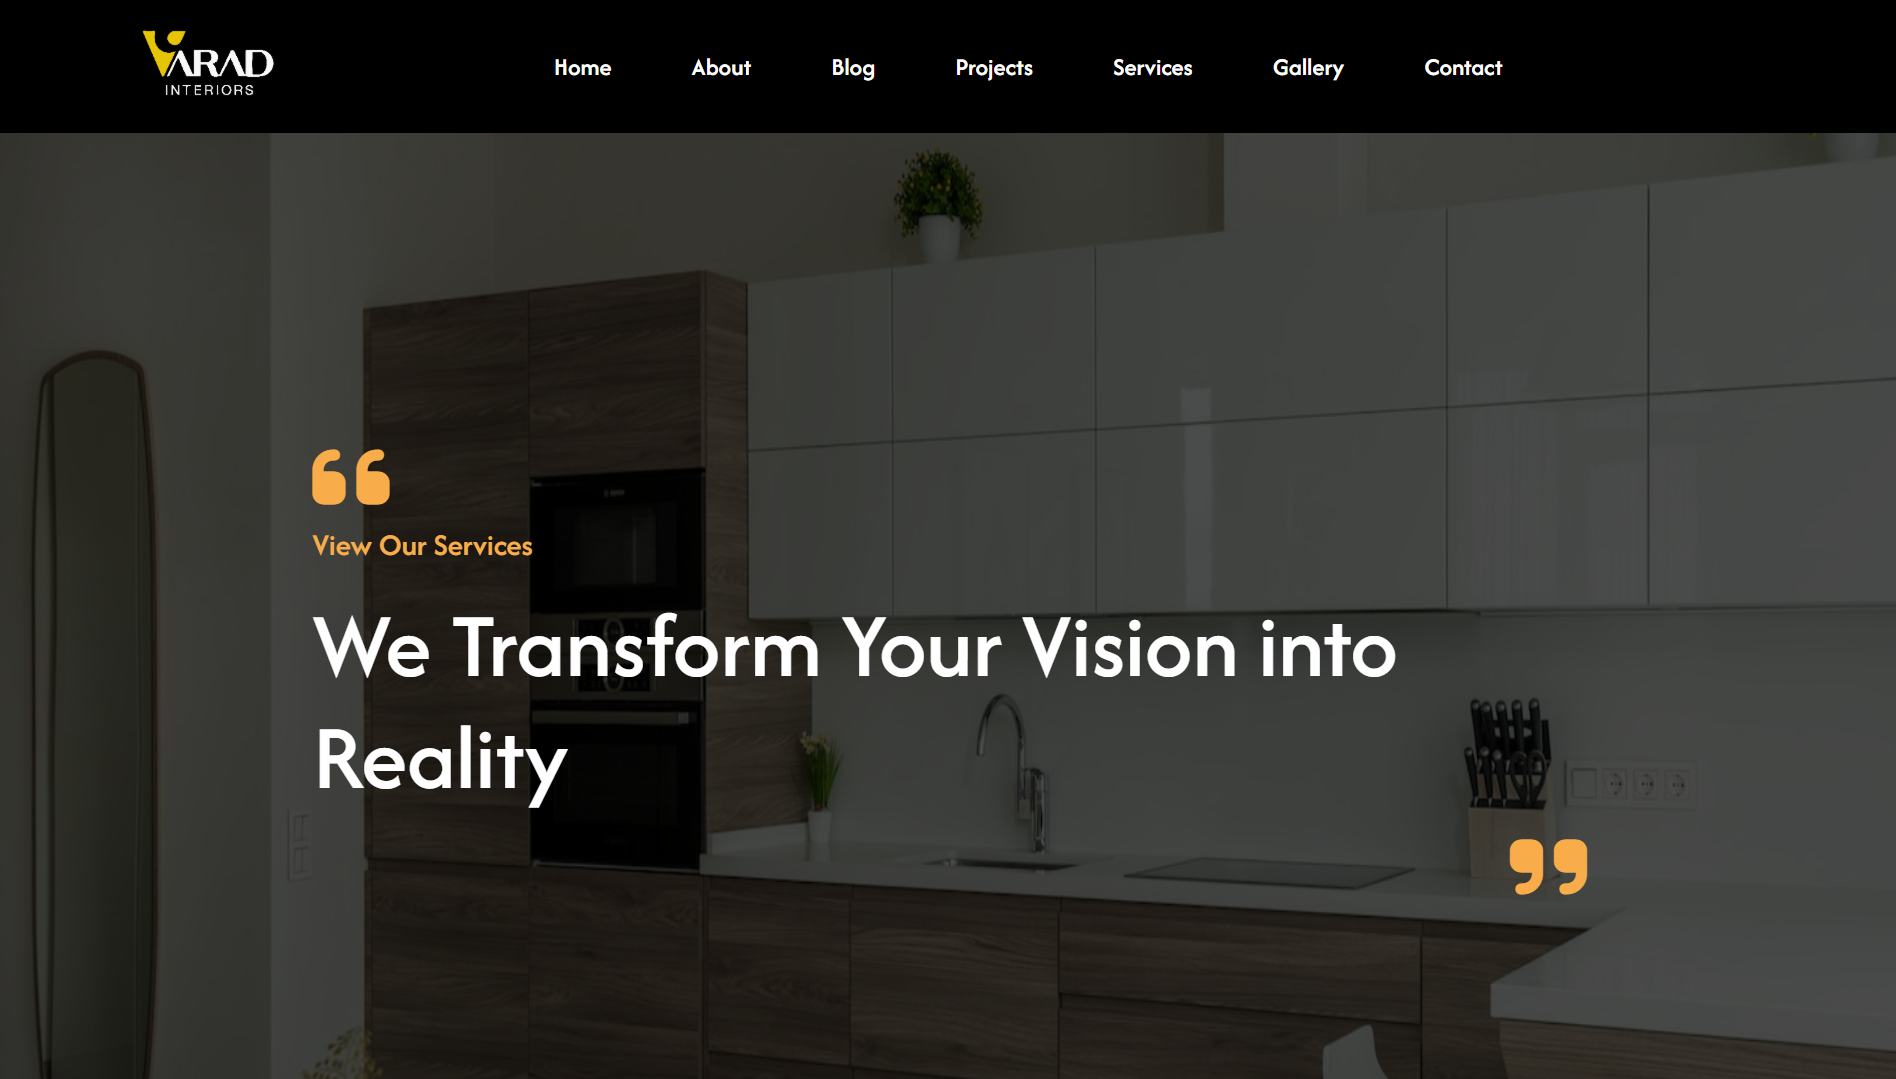 VARAD
INTERIORS
Home
About
Blog
Projects
Services
Gallery
Contact
“
View Our Services
We Transform Your Vision into
Reality
”